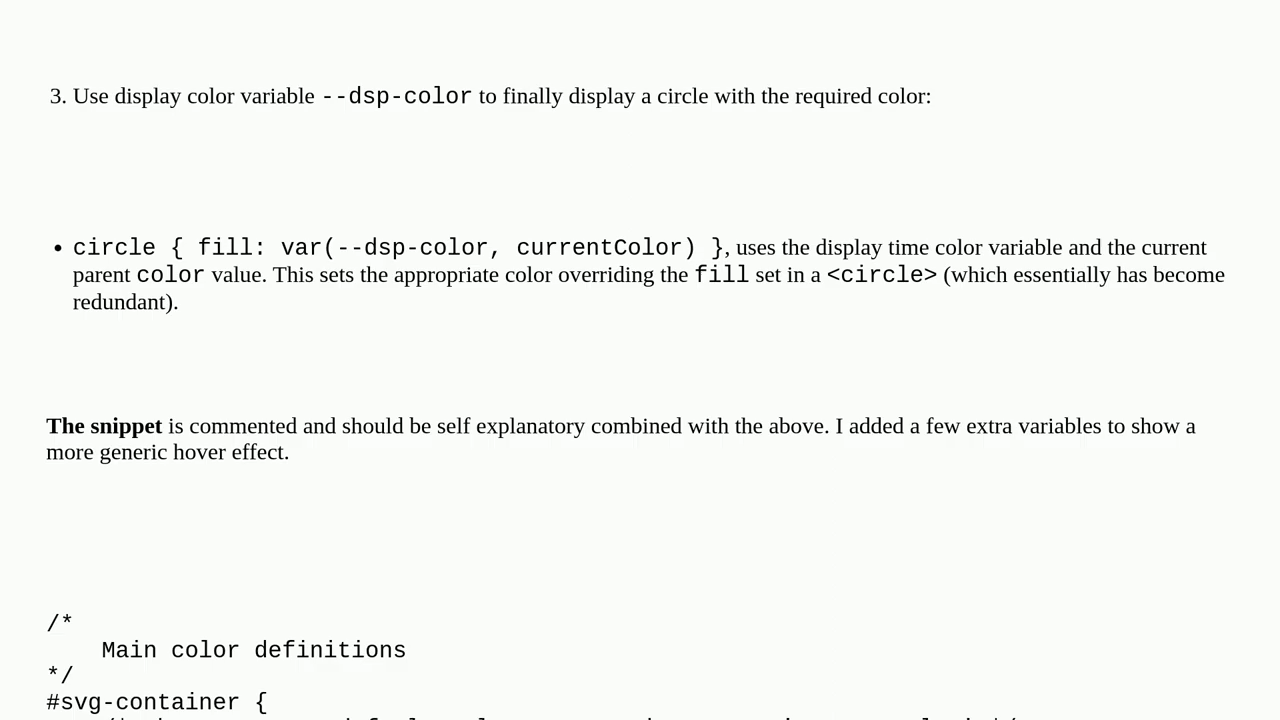 3. Use display color variable --dsp-color to finally display a circle with the required color:
• circle { fill: var(--dsp-color, currentColor) }, uses the display time color variable and the current
parent color value. This sets the appropriate color overriding the fill set in a <circle> (which essentially has become
redundant).
The snippet is commented and should be self explanatory combined with the above. I added a few extra variables to show a
more generic hover effect.
/*
    Main color definitions
*/
#svg-container {